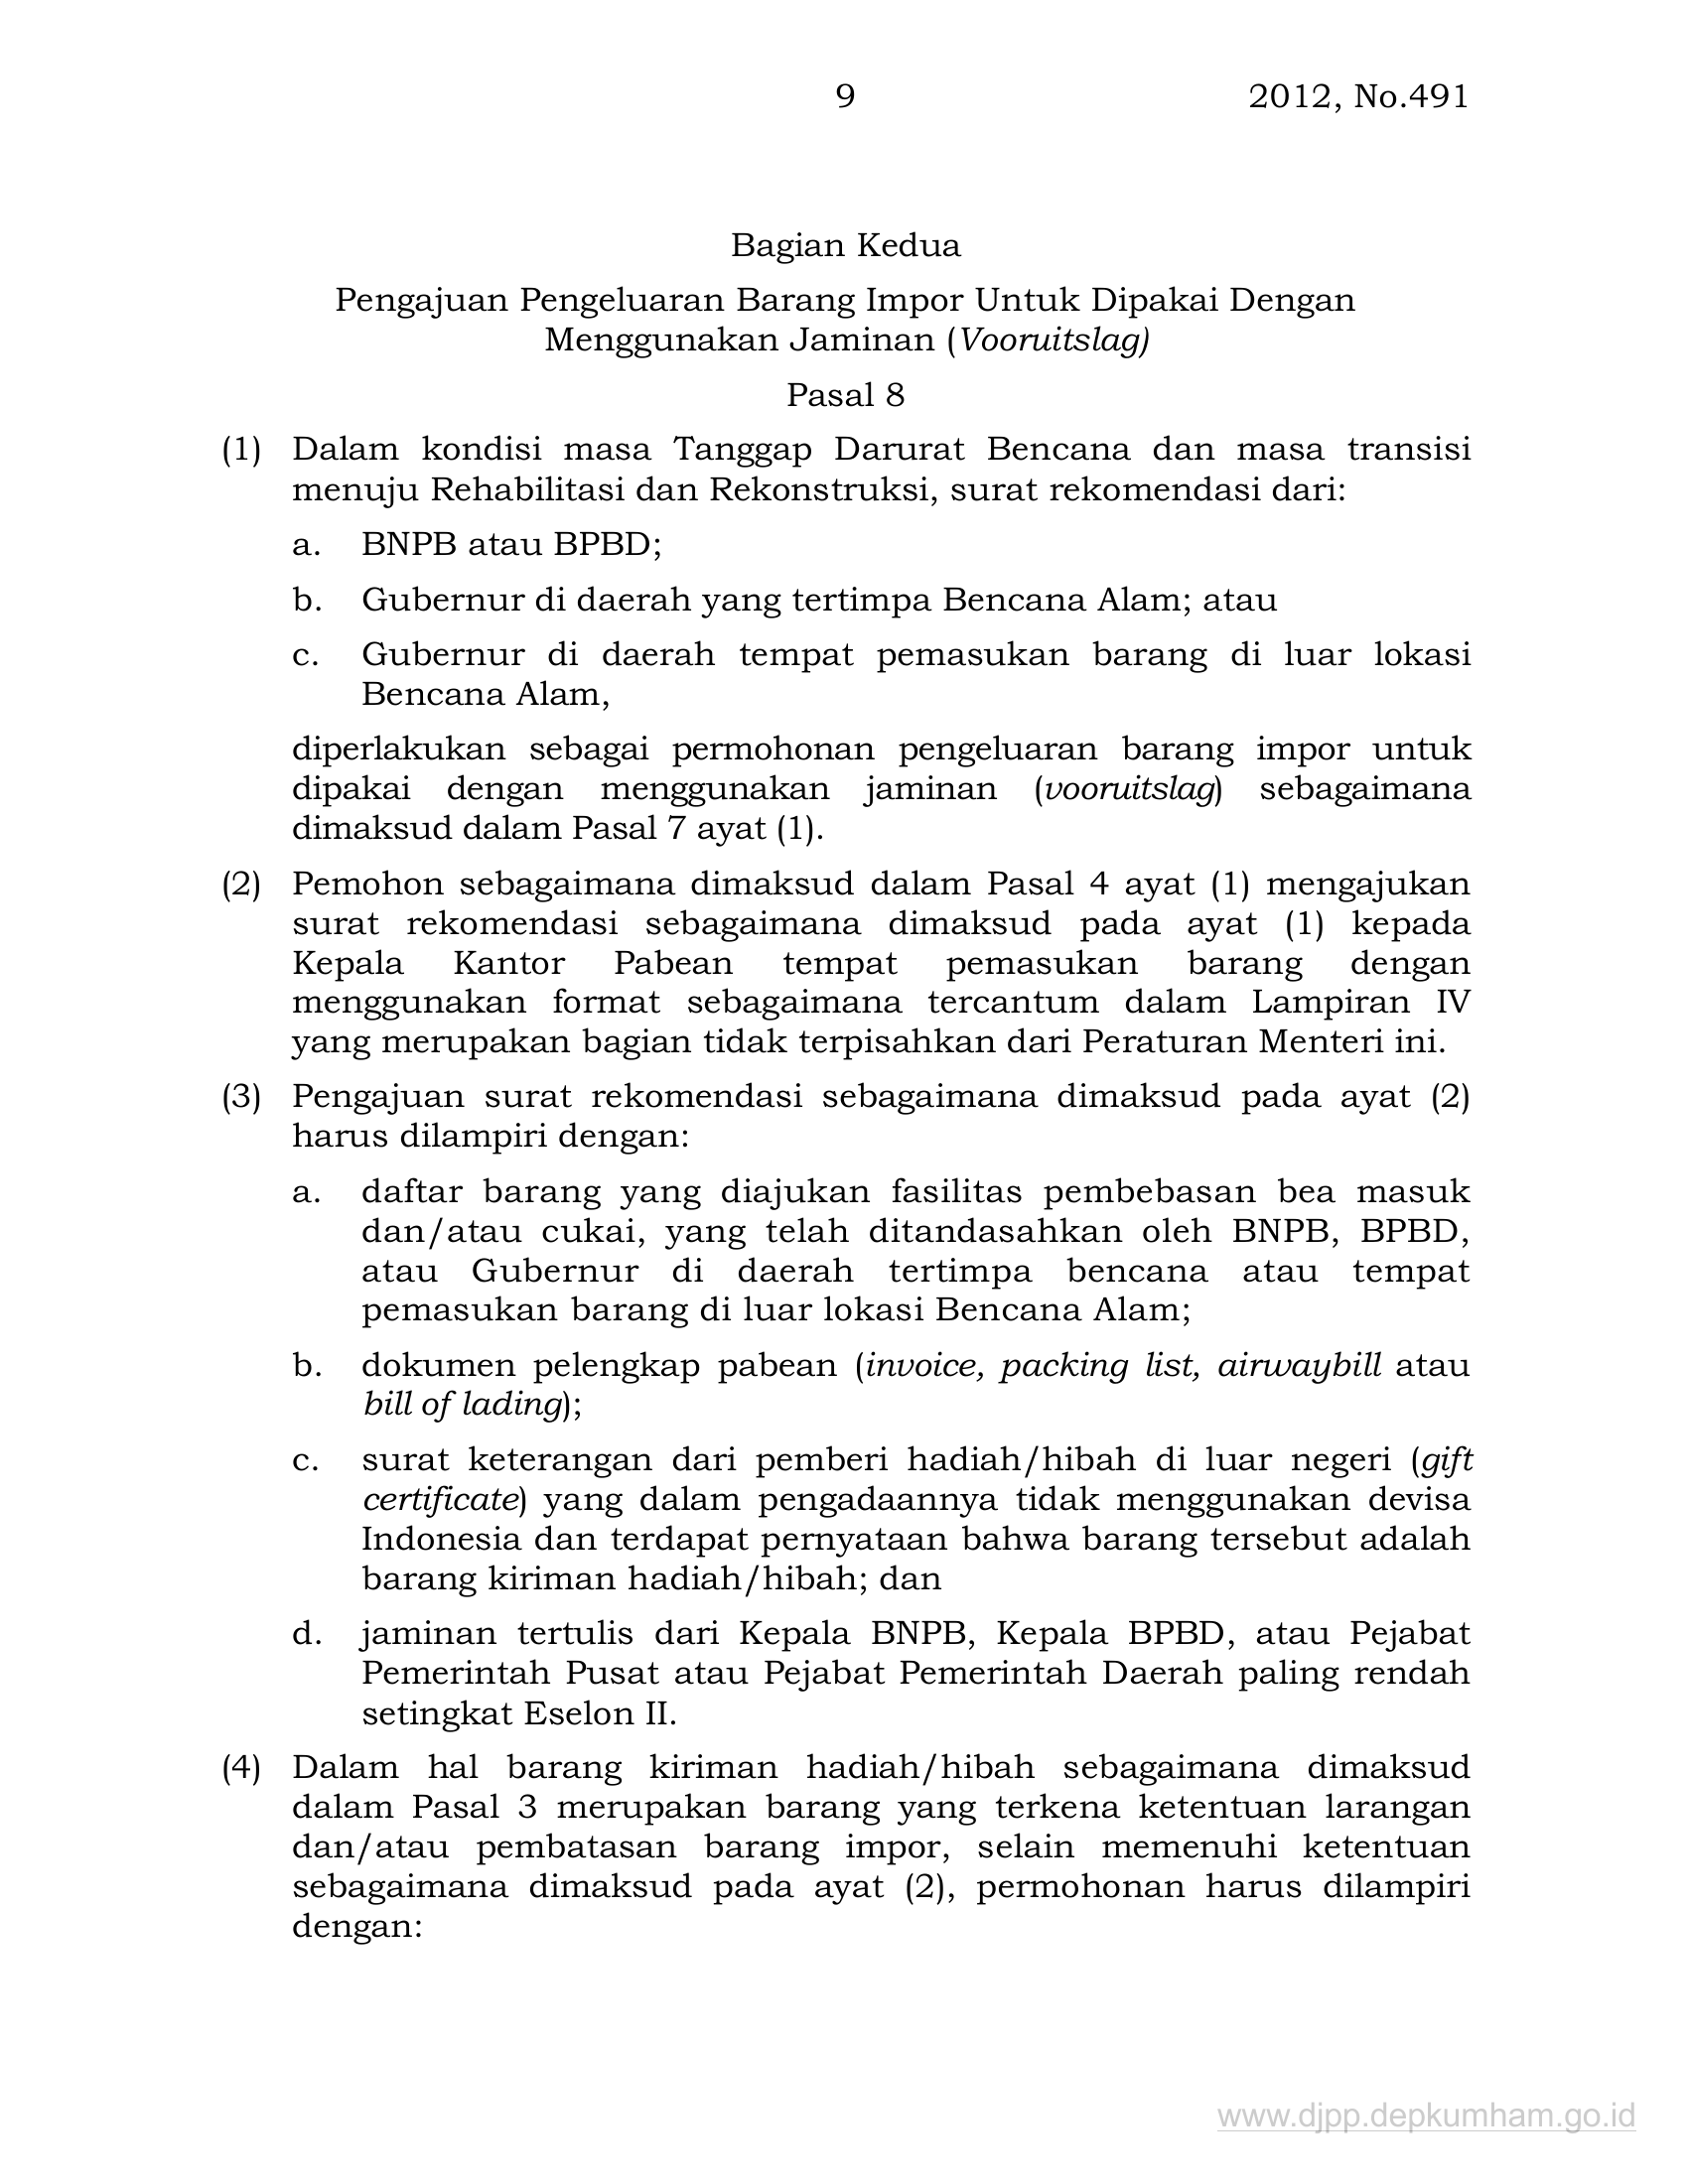 9
2012, No.491
Bagian Kedua
Pengajuan Pengeluaran Barang Impor Untuk Dipakai Dengan
Menggunakan Jaminan (Vooruitslag)
Pasal 8
(1) Dalam kondisi masa Tanggap Darurat Bencana dan masa transisi
menuju Rehabilitasi dan Rekonstruksi, surat rekomendasi dari:
a. BNPB atau BPBD;
b. Gubernur di daerah yang tertimpa Bencana Alam; atau
c. Gubernur di daerah tempat pemasukan barang di luar lokasi
Bencana Alam,
diperlakukan sebagai permohonan pengeluaran barang impor untuk
dipakai dengan menggunakan jaminan (vooruitslag) sebagaimana
dimaksud dalam Pasal 7 ayat (1).
(2) Pemohon sebagaimana dimaksud dalam Pasal 4 ayat (1) mengajukan
surat rekomendasi sebagaimana dimaksud pada ayat (1) kepada
Kepala Kantor Pabean tempat pemasukan barang dengan
menggunakan format sebagaimana tercantum dalam Lampiran IV
yang merupakan bagian tidak terpisahkan dari Peraturan Menteri ini.
(3) Pengajuan surat rekomendasi sebagaimana dimaksud pada ayat (2)
harus dilampiri dengan:
a. daftar barang yang diajukan fasilitas pembebasan bea masuk
dan/atau cukai, yang telah ditandasahkan oleh BNPB, BPBD,
atau Gubernur di daerah tertimpa bencana atau tempat
pemasukan barang di luar lokasi Bencana Alam;
b. dokumen pelengkap pabean (invoice, packing list, airwaybill atau
bill of lading);
c. surat keterangan dari pemberi hadiah/hibah di luar negeri (gift
certificate) yang dalam pengadaannya tidak menggunakan devisa
Indonesia dan terdapat pernyataan bahwa barang tersebut adalah
barang kiriman hadiah/hibah; dan
d. jaminan tertulis dari Kepala BNPB, Kepala BPBD, atau Pejabat
Pemerintah Pusat atau Pejabat Pemerintah Daerah paling rendah
setingkat Eselon II.
(4) Dalam hal barang kiriman hadiah/hibah sebagaimana dimaksud
dalam Pasal 3 merupakan barang yang terkena ketentuan larangan
dan/atau pembatasan barang impor, selain memenuhi ketentuan
sebagaimana dimaksud pada ayat (2), permohonan harus dilampiri
dengan:
www.djpp.depkumham.go.id